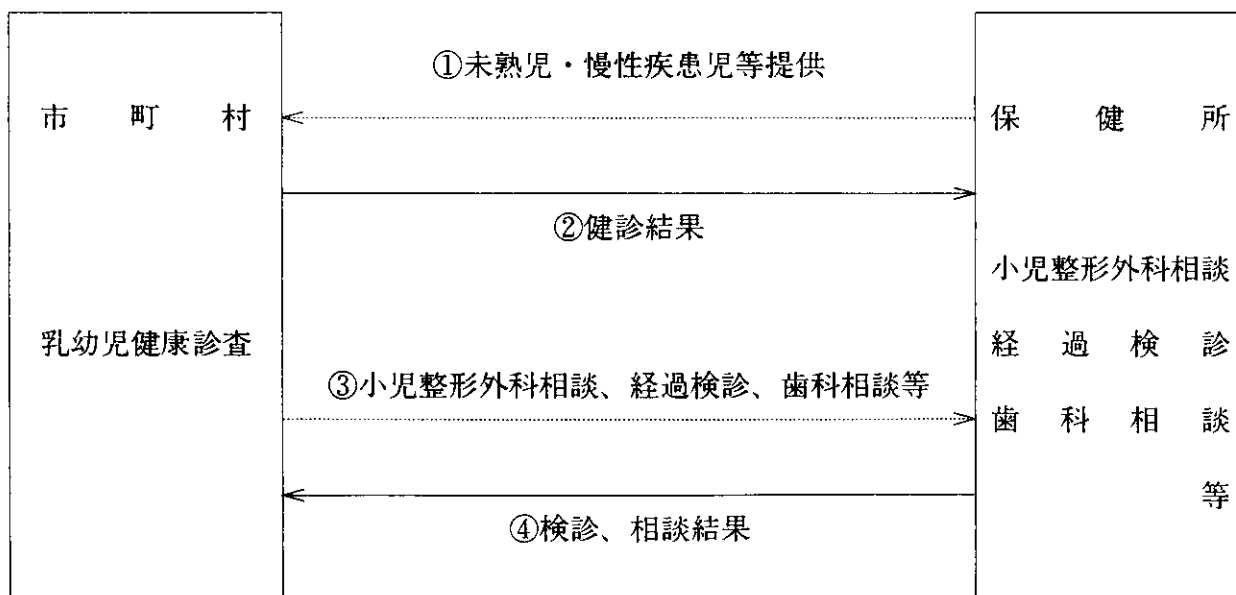 ①未熟児・慢性疾患児等提供
市町村
保健所
②健診結果
小児整形外科相談
乳幼児健康診査
経過検診
③小児整形外科相談、経過検診、歯科相談等
歯科相談
等
④検診、相談結果